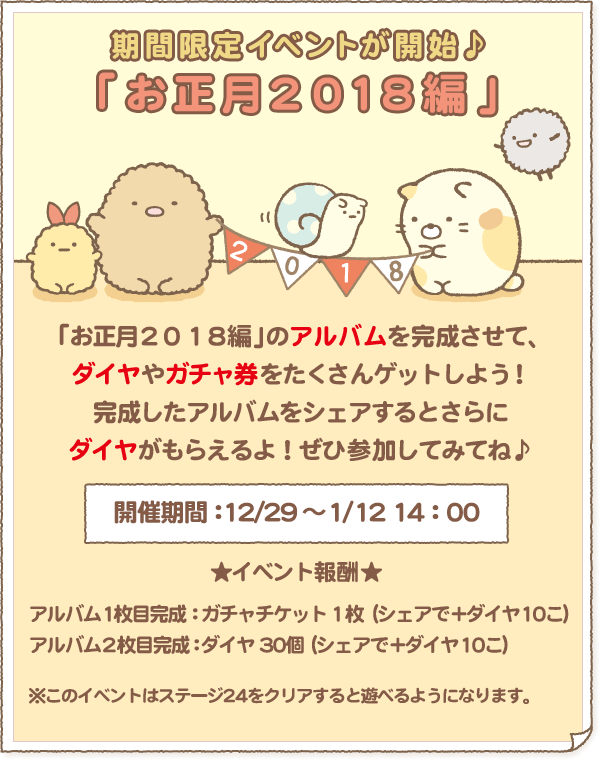 期間限定イベントが開始♪
「お正月2018編」
2018
「お正月2018編」のアルバムを完成させて、
ダイヤやガチャ券をたくさんゲットしよう!
完成したアルバムをシェアするとさらに
ダイヤがもらえるよ!ぜひ参加してみてね♪
開催期間:12/29～1/12 14:00
★イベント報酬★
アルバム1枚目完成:ガチャチケット1枚 (シェアで+ダイヤ10こ)
アルバム2枚目完成:ダイヤ30個 (シェアで+ダイヤ10こ)
※このイベントはステージ24をクリアすると遊べるようになります。